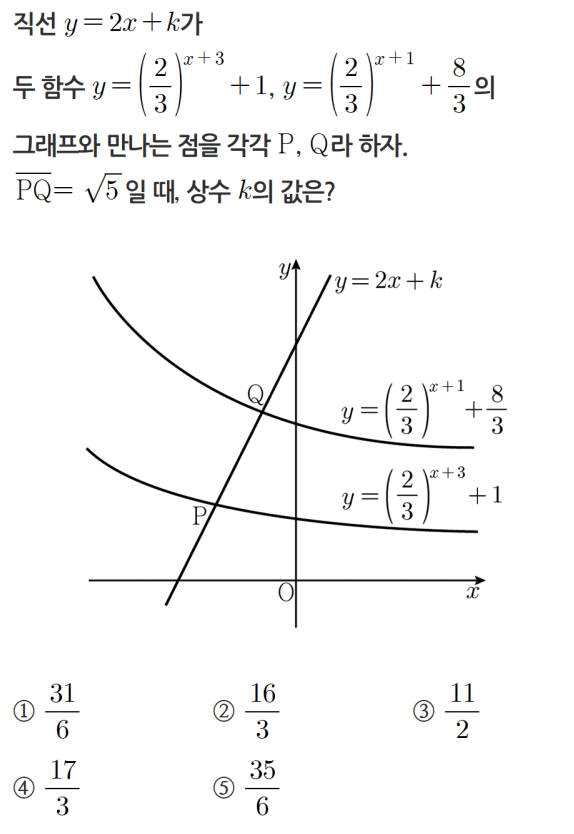 직선 y=2x+k가
두 함수 y=(2/3)^{x+3}+1, y=(2/3)^{x+1}+8/3의
그래프와 만나는 점을 각각 P, Q라 하자.
\overline{PQ}=√5일 때, 상수 k의 값은?
y
y=2x+k
Q
y=(2/3)^{x+1}+8/3
y=(2/3)^{x+3}+1
P
O
x
① 31/6 ② 16/3 ③ 11/2
④ 17/3 ⑤ 35/6